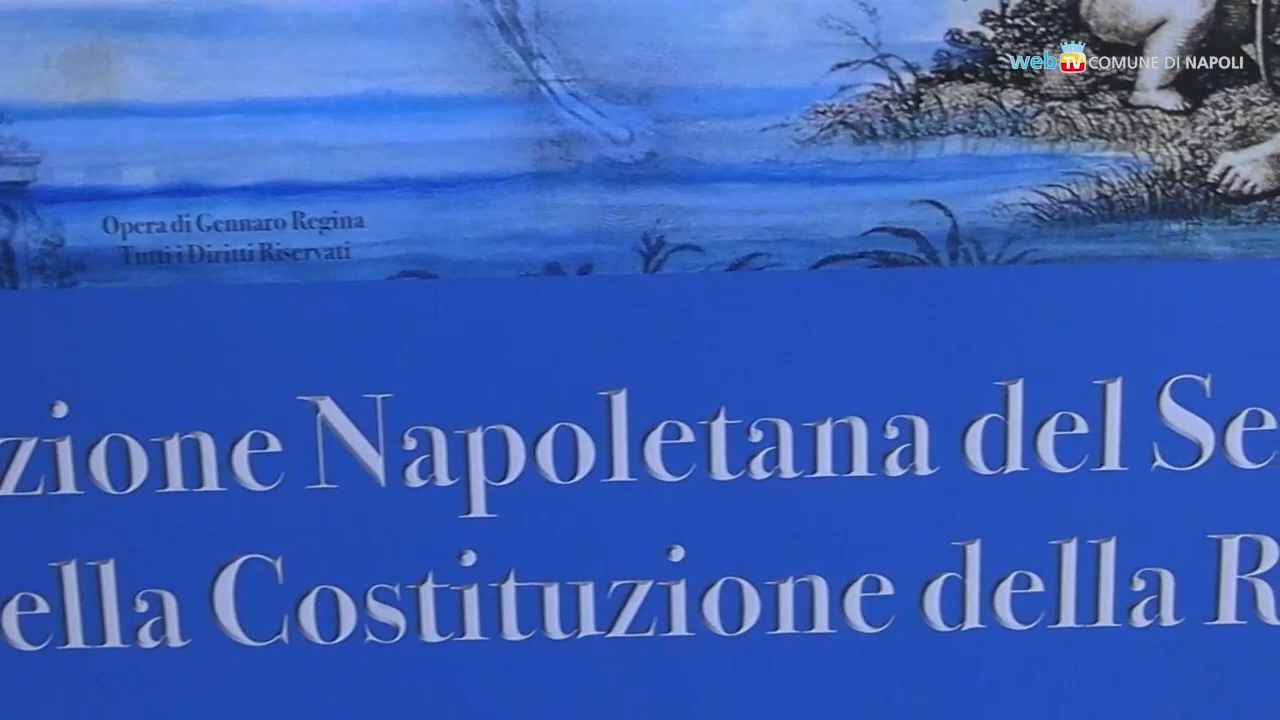 web TV COMUNE DI NAPOLI
Opera di Gennaro Regina
Tutti i Diritti Riservati
zione Napoletana del Se
ella Costituzione della R